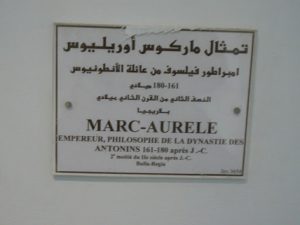 تمثال ماركوس أوريليوس
امبراطور فيلسوف من عائلة الأنطونيوس
161-180 ميلادي
النصف الثاني من القرن الثاني ميلادي
بلاريجيا
MARC-AURELE
EMPEREUR, PHILOSOPHE DE LA DYNASTIE DES
ANTONINS 161-180 après J.-C.
2e moitié du IIe siècle après J.-C.
Bulla-Regia